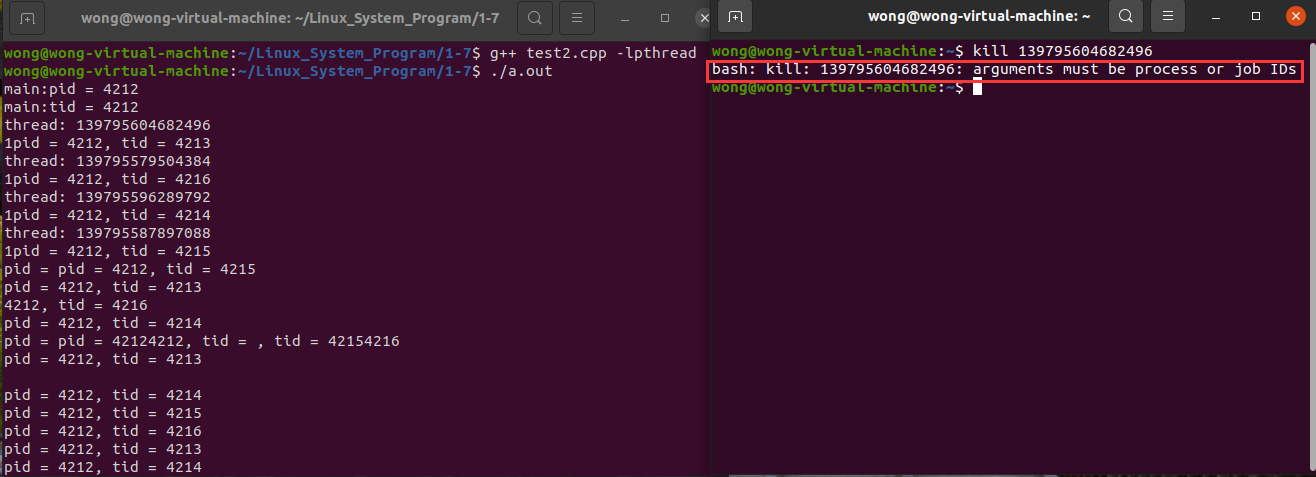 wong@wong-virtual-machine: ~/Linux_System_Program/1-7
wong@wong-virtual-machine:~/Linux_System_Program/1-7$ g++ test2.cpp -lpthread
wong@wong-virtual-machine:~/Linux_System_Program/1-7$ ./a.out
main:pid = 4212
main:tid = 4212
thread: 139795604682496
1pid = 4212, tid = 4213
thread: 139795579504384
1pid = 4212, tid = 4216
thread: 139795596289792
1pid = 4212, tid = 4214
thread: 139795587897088
1pid = 4212, tid = 4215
pid = pid = 4212, tid = 4215
pid = 4212, tid = 4213
4212, tid = 4216
pid = 4212, tid = 4214
pid = pid = 42124212, tid = , tid = 42154216
pid = 4212, tid = 4213
pid = 4212, tid = 4214
pid = 4212, tid = 4215
pid = 4212, tid = 4216
pid = 4212, tid = 4213
pid = 4212, tid = 4214
wong@wong-virtual-machine: ~
wong@wong-virtual-machine:~$ kill 139795604682496
bash: kill: 139795604682496: arguments must be process or job IDs
wong@wong-virtual-machine:~$